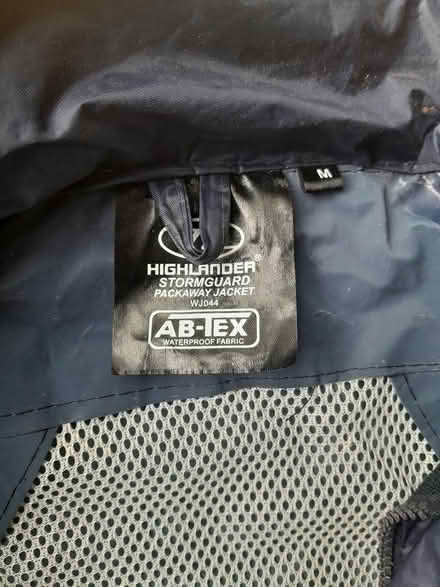 M
HIGHLANDER®
STORMGUARD
PACKAWAY JACKET
WJ044
AB-TEX
WATERPROOF FABRIC